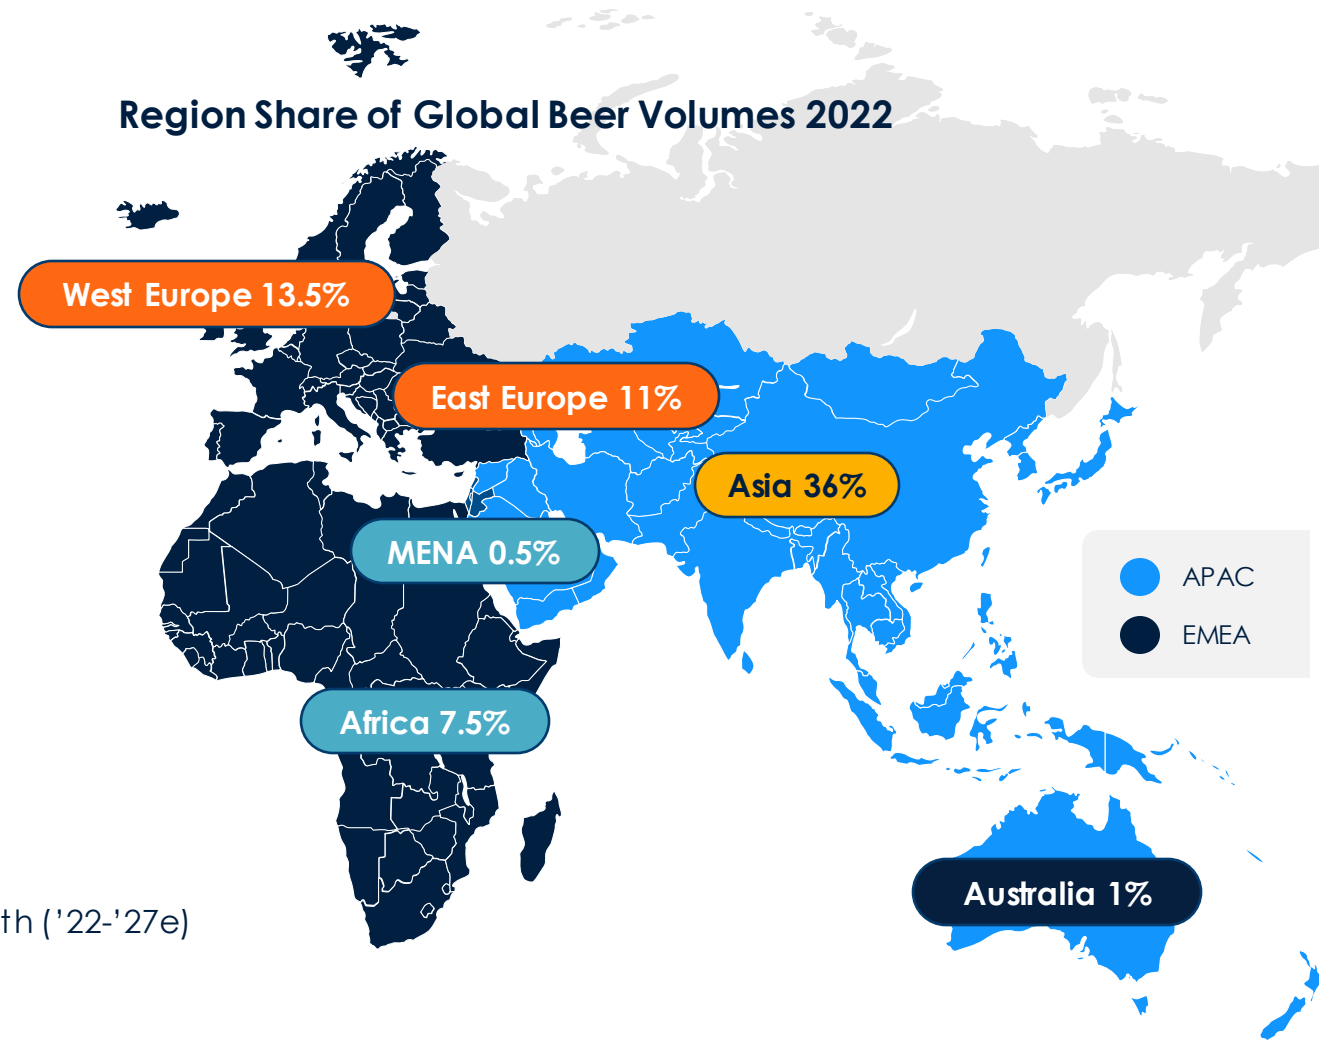 Region Share of Global Beer Volumes 2022
West Europe 13.5%
East Europe 11%
Asia 36%
MENA 0.5%
APAC
EMEA
Africa 7.5%
Australia 1%
th ('22-'27e)